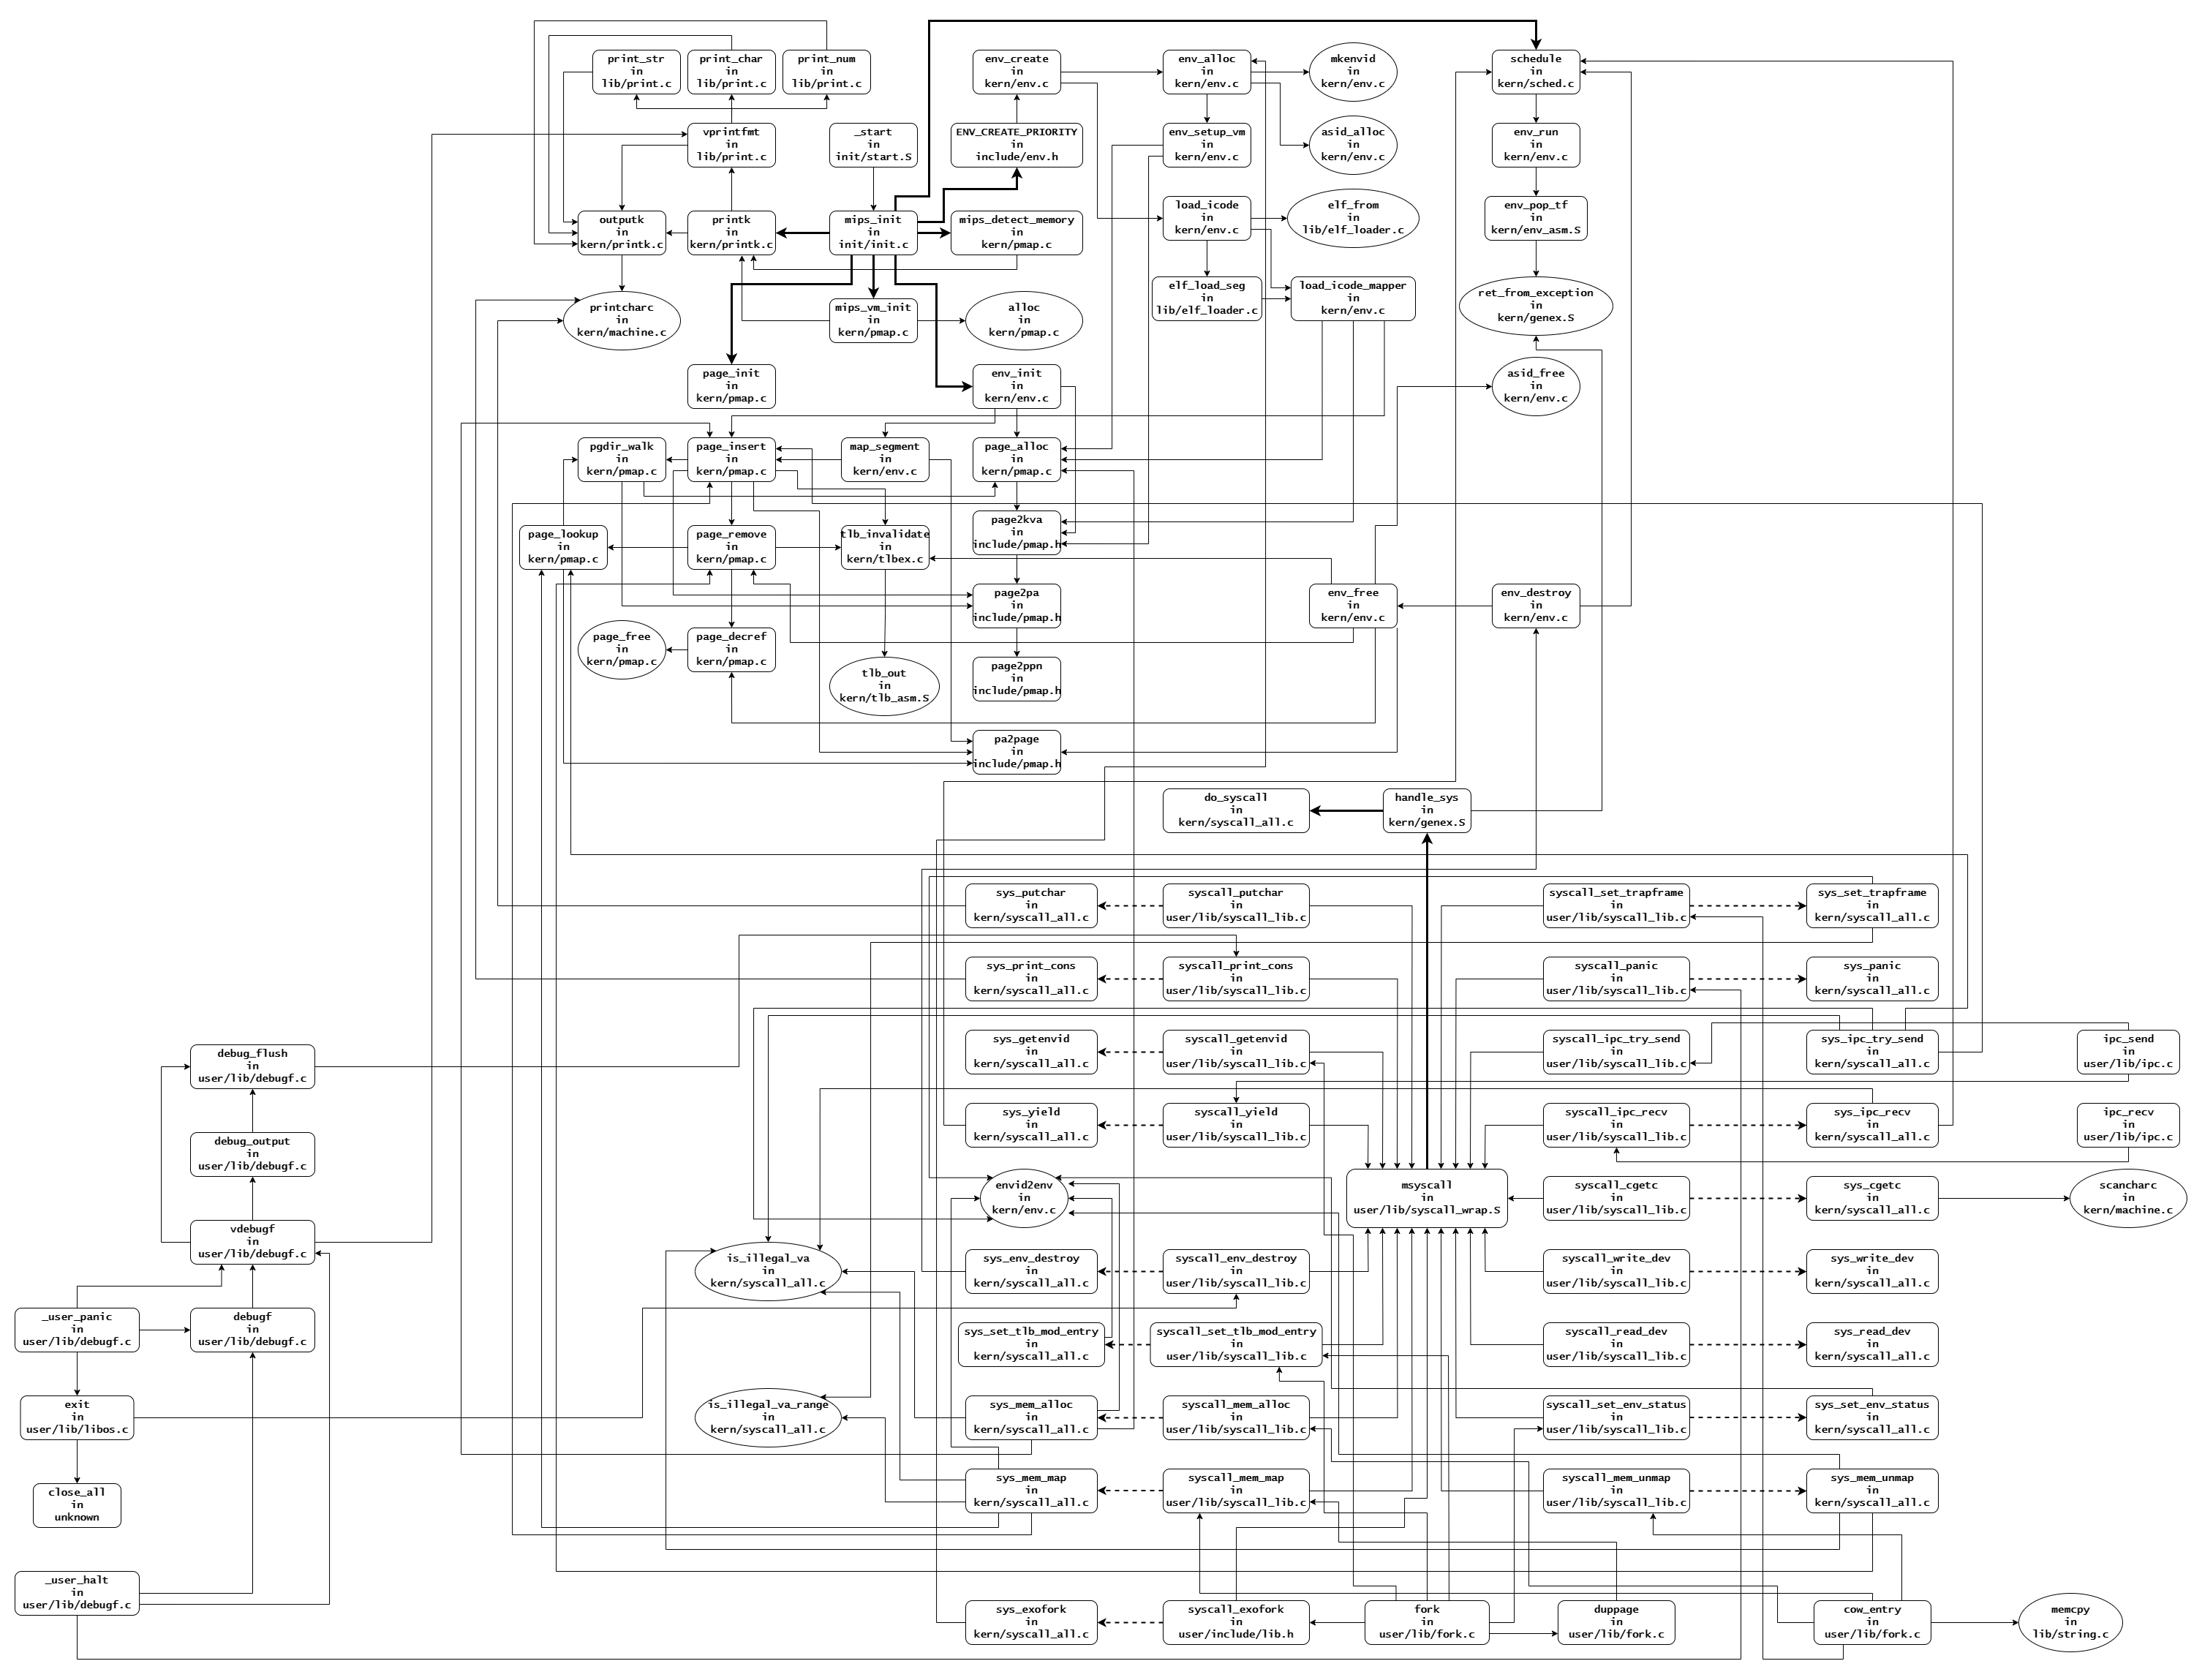 print_str
in
lib/print.c
print_char
in
lib/print.c
print_num
in
lib/print.c
env_create
in
kern/env.c
env_alloc
in
kern/env.c
mkenvid
in
kern/env.c
schedule
in
kern/sched.c
vprintfmt
in
lib/print.c
_start
in
init/start.S
ENV_CREATE_PRIORITY
in
include/env.h
env_setup_vm
in
kern/env.c
asid_alloc
in
kern/env.c
env_run
in
kern/env.c
outputk
in
kern/printk.c
printk
in
kern/printk.c
mips_init
in
init/init.c
mips_detect_memory
in
kern/pmap.c
load_icode
in
kern/env.c
elf_from
in
lib/elf_loader.c
env_pop_tf
in
kern/env_asm.S
printcharc
in
kern/machine.c
mips_vm_init
in
kern/pmap.c
alloc
in
kern/pmap.c
elf_load_seg
in
lib/elf_loader.c
load_icode_mapper
in
kern/env.c
ret_from_exception
in
kern/genex.S
page_init
in
kern/pmap.c
env_init
in
kern/env.c
asid_free
in
kern/env.c
pgdir_walk
in
kern/pmap.c
page_insert
in
kern/pmap.c
map_segment
in
kern/env.c
page_alloc
in
kern/pmap.c
page_lookup
in
kern/pmap.c
page_remove
in
kern/pmap.c
tlb_invalidate
in
kern/tlbex.c
page2kva
in
include/pmap.h
page2pa
in
include/pmap.h
env_free
in
kern/env.c
env_destroy
in
kern/env.c
page_free
in
kern/pmap.c
page_decref
in
kern/pmap.c
tlb_out
in
kern/tlb_asm.S
page2ppn
in
include/pmap.h
pa2page
in
include/pmap.h
do_syscall
in
kern/syscall_all.c
handle_sys
in
kern/genex.S
sys_putchar
in
kern/syscall_all.c
syscall_putchar
in
user/lib/syscall_lib.c
syscall_set_trapframe
in
user/lib/syscall_lib.c
sys_set_trapframe
in
kern/syscall_all.c
sys_print_cons
in
kern/syscall_all.c
syscall_print_cons
in
user/lib/syscall_lib.c
syscall_panic
in
user/lib/syscall_lib.c
sys_panic
in
kern/syscall_all.c
debug_flush
in
user/lib/debugf.c
sys_getenvid
in
kern/syscall_all.c
syscall_getenvid
in
user/lib/syscall_lib.c
syscall_ipc_try_send
in
user/lib/syscall_lib.c
sys_ipc_try_send
in
kern/syscall_all.c
ipc_send
in
user/lib/ipc.c
debug_output
in
user/lib/debugf.c
sys_yield
in
kern/syscall_all.c
syscall_yield
in
user/lib/syscall_lib.c
syscall_ipc_recv
in
user/lib/syscall_lib.c
sys_ipc_recv
in
kern/syscall_all.c
ipc_recv
in
user/lib/ipc.c
vdebugf
in
user/lib/debugf.c
envid2env
in
kern/env.c
msyscall
in
user/lib/syscall_wrap.S
syscall_cgetc
in
user/lib/syscall_lib.c
sys_cgetc
in
kern/syscall_all.c
scancharc
in
kern/machine.c
is_illegal_va
in
kern/syscall_all.c
sys_env_destroy
in
kern/syscall_all.c
syscall_env_destroy
in
user/lib/syscall_lib.c
syscall_write_dev
in
user/lib/syscall_lib.c
sys_write_dev
in
kern/syscall_all.c
_user_panic
in
user/lib/debugf.c
debugf
in
user/lib/debugf.c
sys_set_tlb_mod_entry
in
kern/syscall_all.c
syscall_set_tlb_mod_entry
in
user/lib/syscall_lib.c
syscall_read_dev
in
user/lib/syscall_lib.c
sys_read_dev
in
kern/syscall_all.c
exit
in
user/lib/libos.c
is_illegal_va_range
in
kern/syscall_all.c
sys_mem_alloc
in
kern/syscall_all.c
syscall_mem_alloc
in
user/lib/syscall_lib.c
syscall_set_env_status
in
user/lib/syscall_lib.c
sys_set_env_status
in
kern/syscall_all.c
close_all
in
unknown
sys_mem_map
in
kern/syscall_all.c
syscall_mem_map
in
user/lib/syscall_lib.c
syscall_mem_unmap
in
user/lib/syscall_lib.c
sys_mem_unmap
in
kern/syscall_all.c
_user_halt
in
user/lib/debugf.c
sys_exofork
in
kern/syscall_all.c
syscall_exofork
in
user/include/lib.h
fork
in
user/lib/fork.c
duppage
in
user/lib/fork.c
cow_entry
in
user/lib/fork.c
memcpy
in
lib/string.c